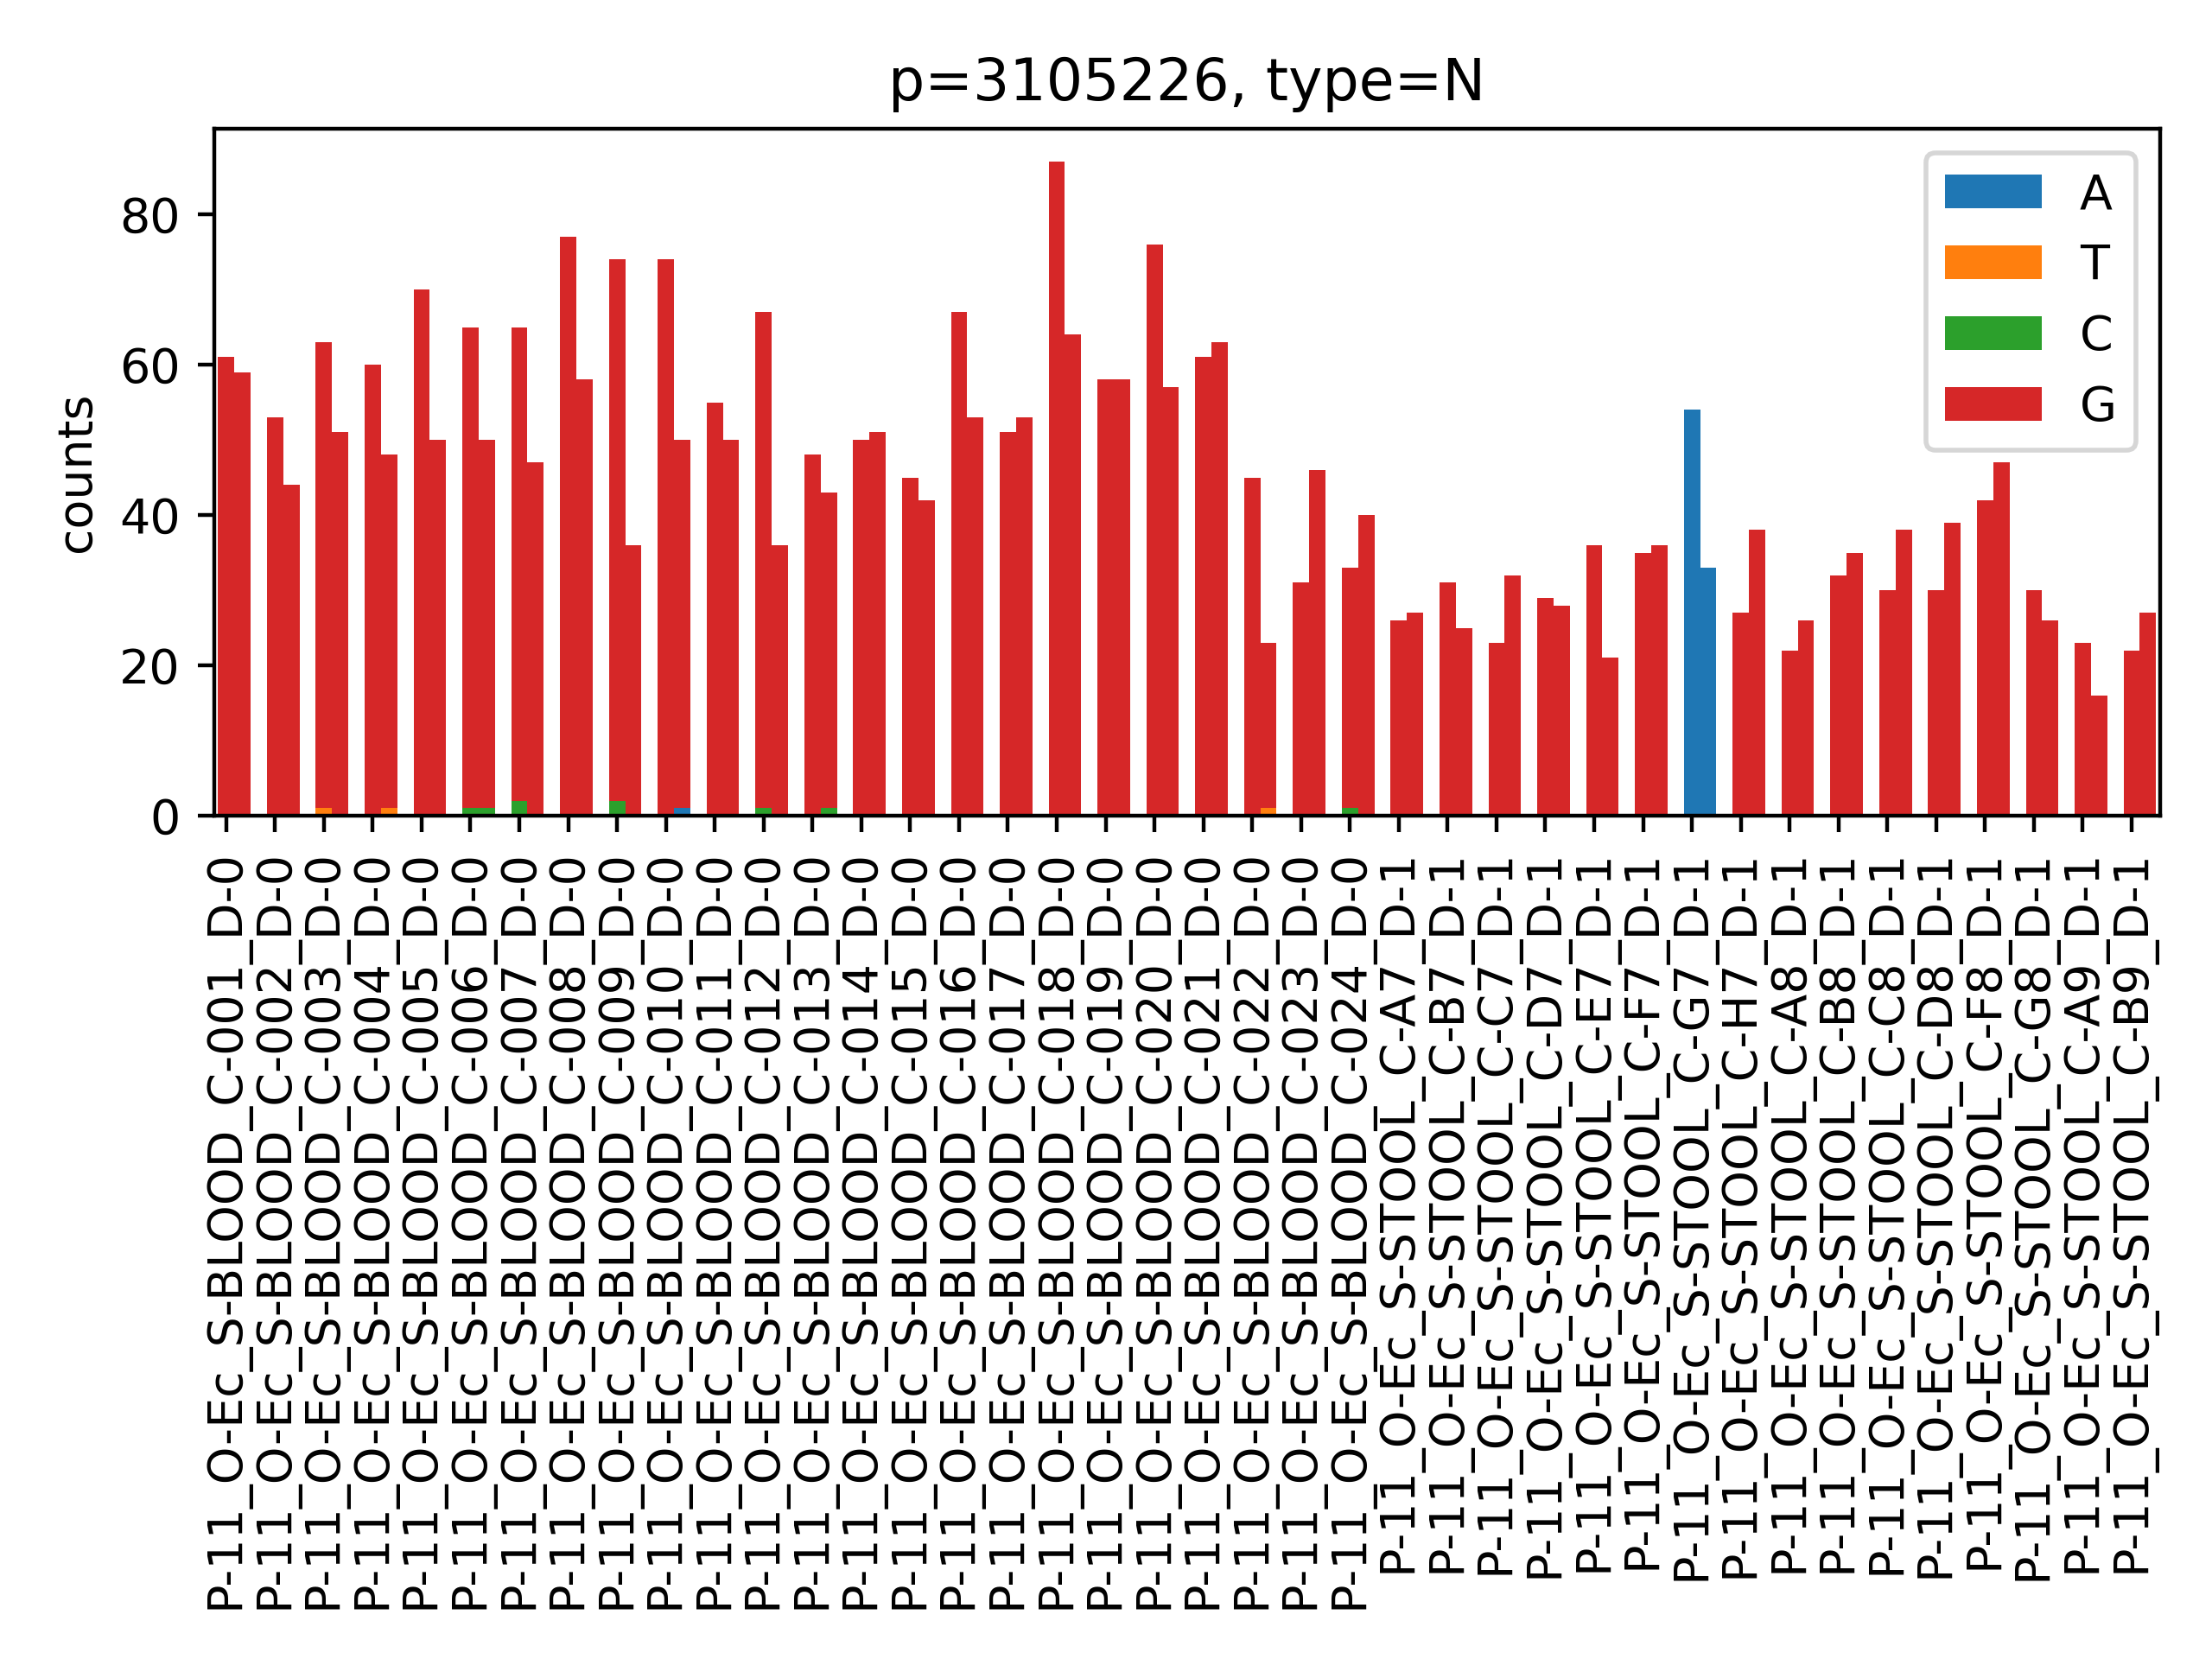 p=3105226, type=N
counts
80
60
40
20
0
A
T
C
G
P-11_O-Ec_S-BLOOD_C-001_D-0
P-11_O-Ec_S-BLOOD_C-002_D-0
P-11_O-Ec_S-BLOOD_C-003_D-0
P-11_O-Ec_S-BLOOD_C-004_D-0
P-11_O-Ec_S-BLOOD_C-005_D-0
P-11_O-Ec_S-BLOOD_C-006_D-0
P-11_O-Ec_S-BLOOD_C-007_D-0
P-11_O-Ec_S-BLOOD_C-008_D-0
P-11_O-Ec_S-BLOOD_C-009_D-0
P-11_O-Ec_S-BLOOD_C-010_D-0
P-11_O-Ec_S-BLOOD_C-011_D-0
P-11_O-Ec_S-BLOOD_C-012_D-0
P-11_O-Ec_S-BLOOD_C-013_D-0
P-11_O-Ec_S-BLOOD_C-014_D-0
P-11_O-Ec_S-BLOOD_C-015_D-0
P-11_O-Ec_S-BLOOD_C-016_D-0
P-11_O-Ec_S-BLOOD_C-017_D-0
P-11_O-Ec_S-BLOOD_C-018_D-0
P-11_O-Ec_S-BLOOD_C-019_D-0
P-11_O-Ec_S-BLOOD_C-020_D-0
P-11_O-Ec_S-BLOOD_C-021_D-0
P-11_O-Ec_S-BLOOD_C-022_D-0
P-11_O-Ec_S-BLOOD_C-023_D-0
P-11_O-Ec_S-BLOOD_C-024_D-0
P-11_O-Ec_S-STOOL_C-A7_D-1
P-11_O-Ec_S-STOOL_C-B7_D-1
P-11_O-Ec_S-STOOL_C-C7_D-1
P-11_O-Ec_S-STOOL_C-D7_D-1
P-11_O-Ec_S-STOOL_C-E7_D-1
P-11_O-Ec_S-STOOL_C-F7_D-1
P-11_O-Ec_S-STOOL_C-G7_D-1
P-11_O-Ec_S-STOOL_C-H7_D-1
P-11_O-Ec_S-STOOL_C-A8_D-1
P-11_O-Ec_S-STOOL_C-B8_D-1
P-11_O-Ec_S-STOOL_C-C8_D-1
P-11_O-Ec_S-STOOL_C-D8_D-1
P-11_O-Ec_S-STOOL_C-F8_D-1
P-11_O-Ec_S-STOOL_C-G8_D-1
P-11_O-Ec_S-STOOL_C-A9_D-1
P-11_O-Ec_S-STOOL_C-B9_D-1